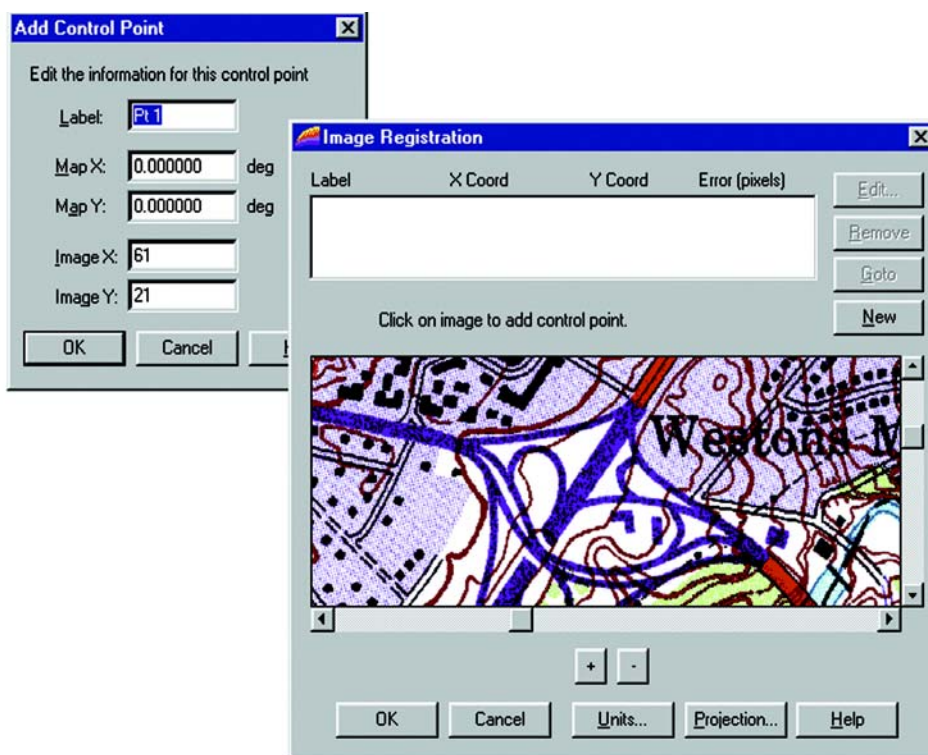 Add Control Point
Edit the information for this control point
Label: Pt 1
Map X: 0.000000 deg
Map Y: 0.000000 deg
Image X: 61
Image Y: 21
OK Cancel
Image Registration
Label X Coord Y Coord Error (pixels)
Edit...
Remove
Goto
New
Click on image to add control point.
Westons M
+ -
OK Cancel Units... Projection... Help